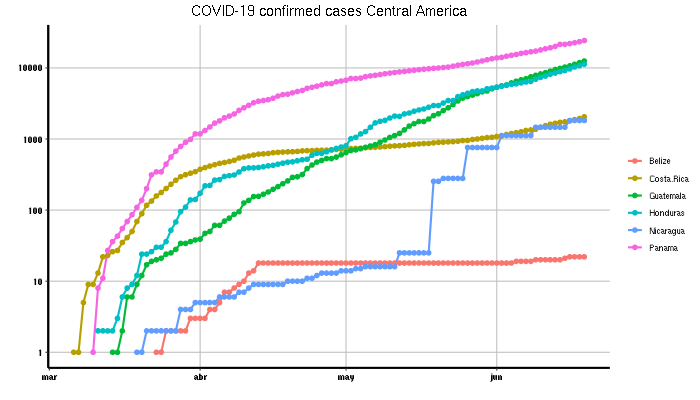 COVID-19 confirmed cases Central America
10000
1000
100
10
1
mar
abr
may
jun
Belize
Costa.Rica
Guatemala
Honduras
Nicaragua
Panama